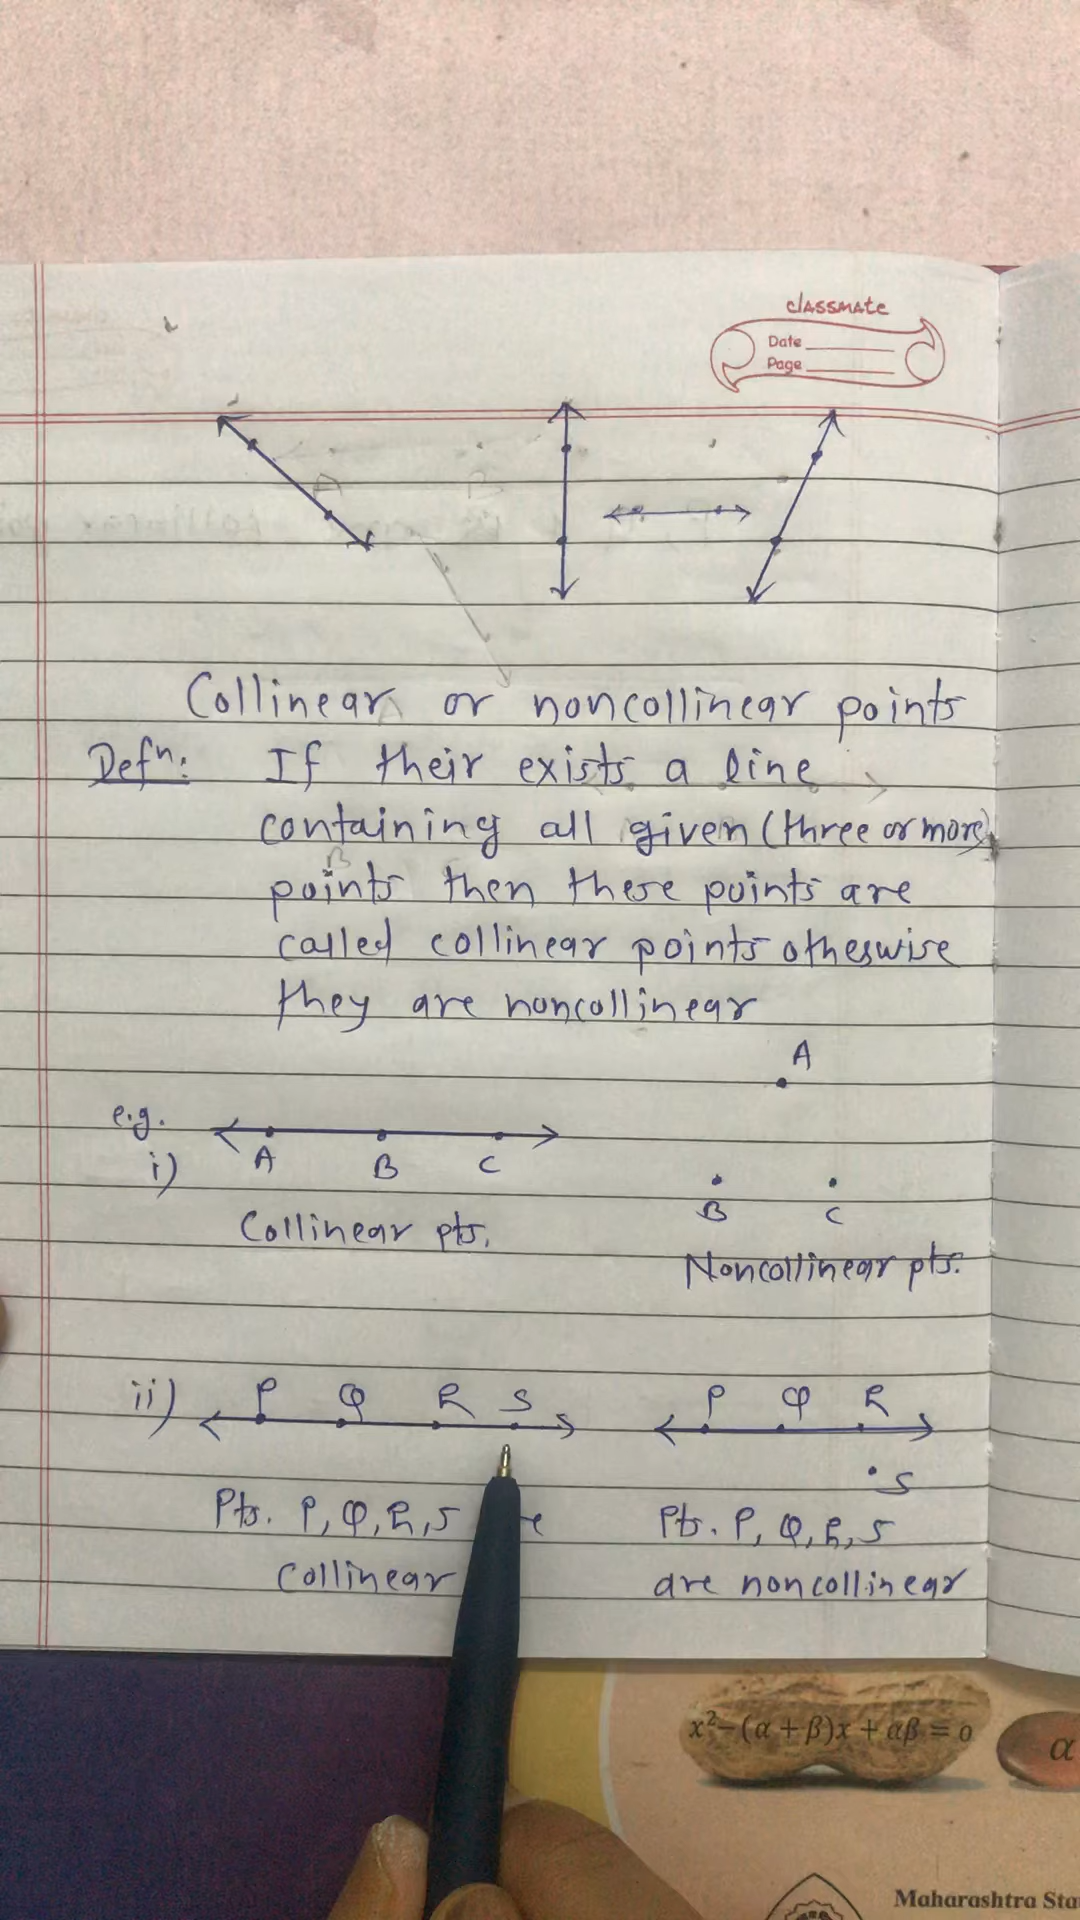 classmate
Date
Page
Collinear or noncollinear points
Defn: If their exists a line
containing all given (three or more)
points then these points are
called collinear points otheswise
they are noncollinear
A
e.g.
i)
A B C
B C
Collinear pts.
Noncollinear pts.
ii) P Q R S P Q R
S
Pts. P, Q, R, S
Pts. P, Q, R, S
Collinear
are noncollinear
x²−(α+β)x+αβ=0
α
Maharashtra Sta